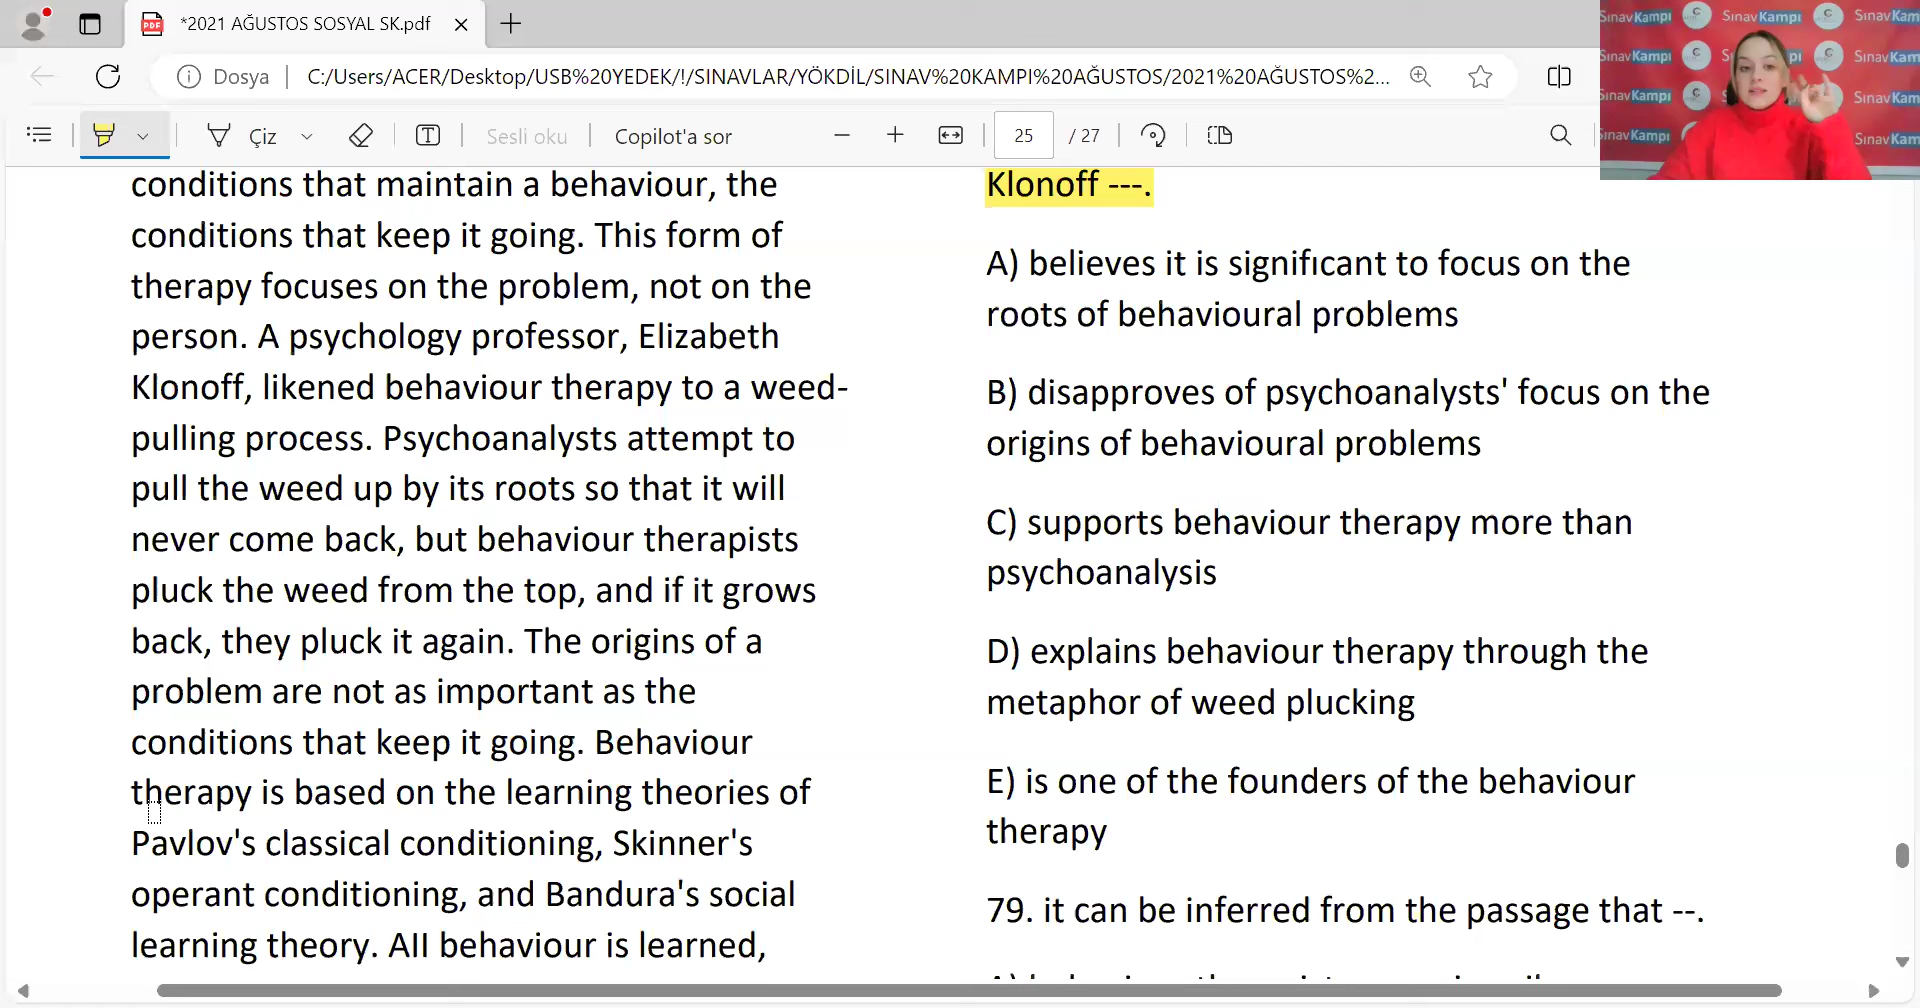 *2021 AĞUSTOS SOSYAL SK.pdf
Dosya
C:/Users/ACER/Desktop/USB%20YEDEK/!/SINAVLAR/YÖKDİL/SINAV%20KAMPI%20AĞUSTOS/2021%20AĞUSTOS%2...
Çiz
Sesli oku
Copilot'a sor
25
/ 27
conditions that maintain a behaviour, the
conditions that keep it going. This form of
therapy focuses on the problem, not on the
person. A psychology professor, Elizabeth
Klonoff, likened behaviour therapy to a weed-
pulling process. Psychoanalysts attempt to
pull the weed up by its roots so that it will
never come back, but behaviour therapists
pluck the weed from the top, and if it grows
back, they pluck it again. The origins of a
problem are not as important as the
conditions that keep it going. Behaviour
therapy is based on the learning theories of
Pavlov's classical conditioning, Skinner's
operant conditioning, and Bandura's social
learning theory. AII behaviour is learned,
Klonoff ---.
A) believes it is signifıcant to focus on the
roots of behavioural problems
B) disapproves of psychoanalysts' focus on the
origins of behavioural problems
C) supports behaviour therapy more than
psychoanalysis
D) explains behaviour therapy through the
metaphor of weed plucking
E) is one of the founders of the behaviour
therapy
79. it can be inferred from the passage that --.
SınavKampı
SınavKampı
SınavKam
SınavKampı
SınavKam
SınavKampı
SınavKam
SınavKampı
SınavKam